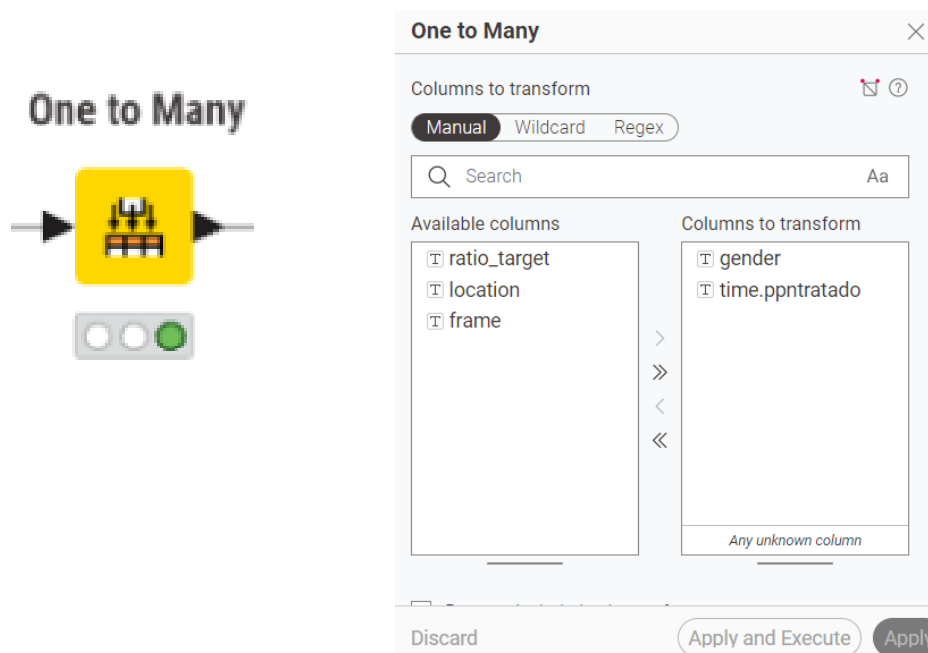 One to Many
One to Many
Columns to transform
Manual Wildcard Regex
Search Aa
Available columns Columns to transform
T ratio_target T gender
T location T time.ppntratado
T frame
Any unknown column
Discard Apply and Execute Apply